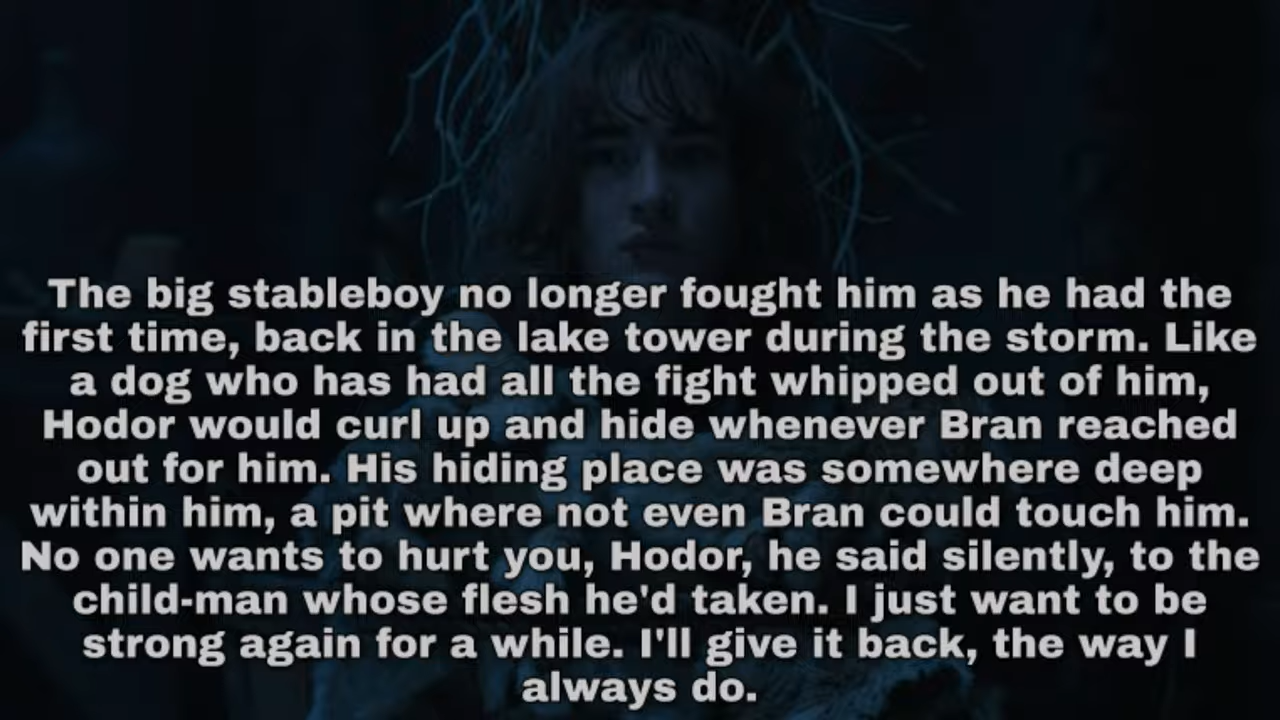 The big stableboy no longer fought him as he had the
first time, back in the lake tower during the storm. Like
a dog who has had all the fight whipped out of him,
Hodor would curl up and hide whenever Bran reached
out for him. His hiding place was somewhere deep
within him, a pit where not even Bran could touch him.
No one wants to hurt you, Hodor, he said silently, to the
child-man whose flesh he'd taken. I just want to be
strong again for a while. I'll give it back, the way I
always do.